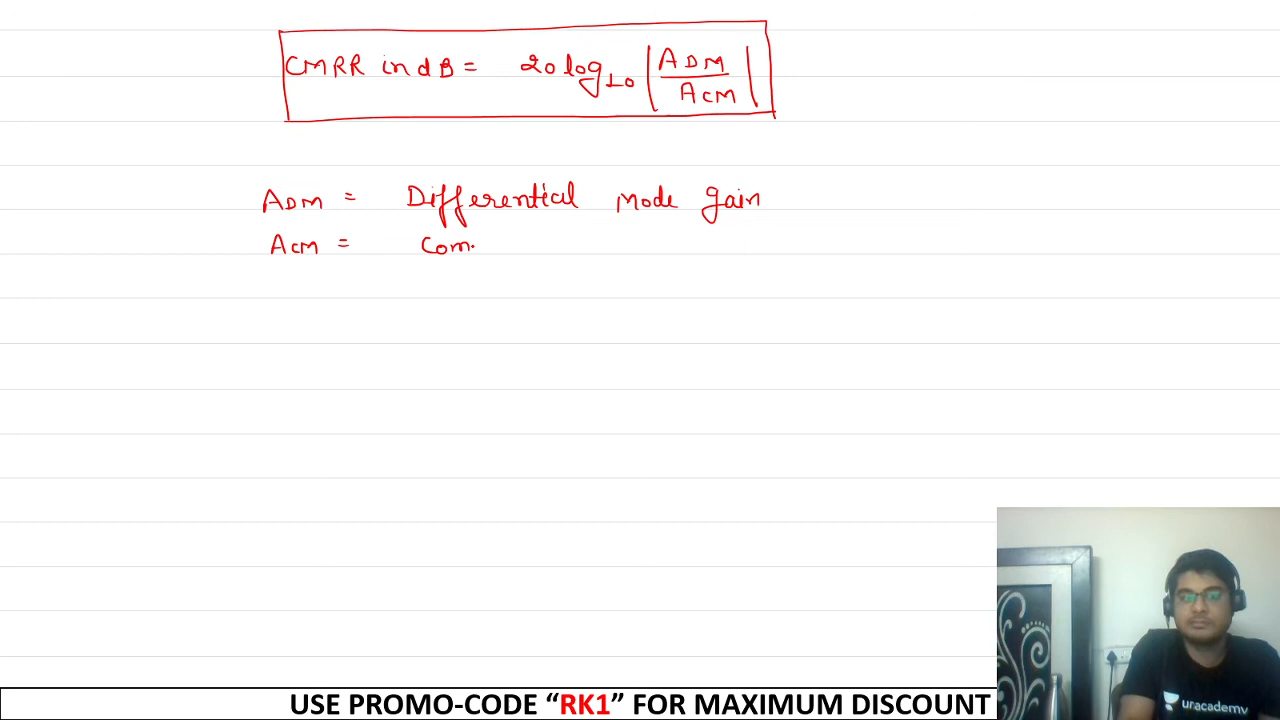 CMRR in dB = 20 log₁₀ |ADM / ACM|
ADM = Differential Mode gain
ACM = Com
unacademy
USE PROMO-CODE “RK1” FOR MAXIMUM DISCOUNT